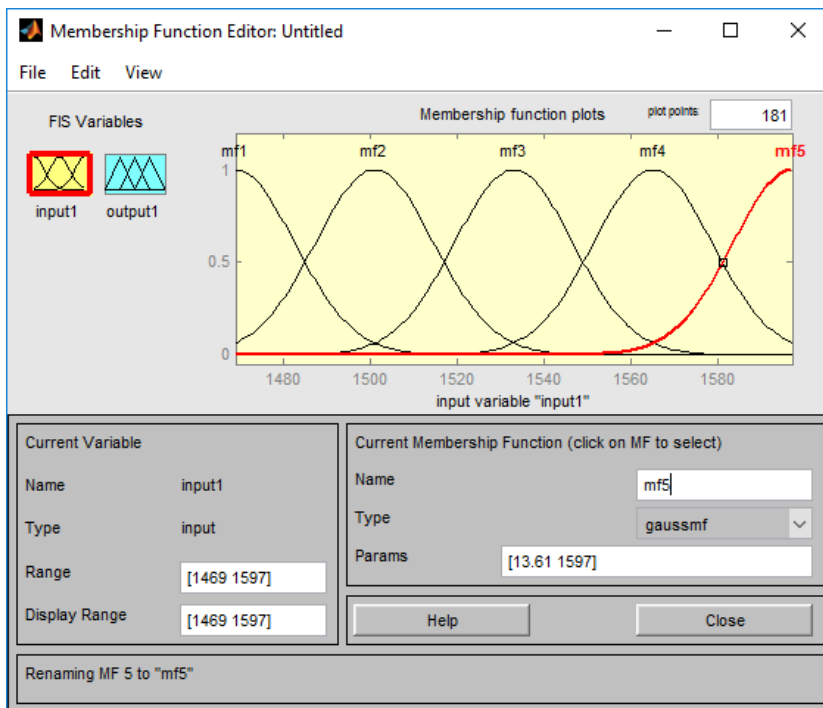 Membership Function Editor: Untitled
File Edit View
FIS Variables
input1 output1
Membership function plots
plot points:
181
mf1 mf2 mf3 mf4 mf5
1
0.5
0
1480 1500 1520 1540 1560 1580
input variable "input1"
Current Variable
Name input1
Type input
Range [1469 1597]
Display Range [1469 1597]
Current Membership Function (click on MF to select)
Name mf5
Type gaussmf
Params [13.61 1597]
Help Close
Renaming MF 5 to "mf5"